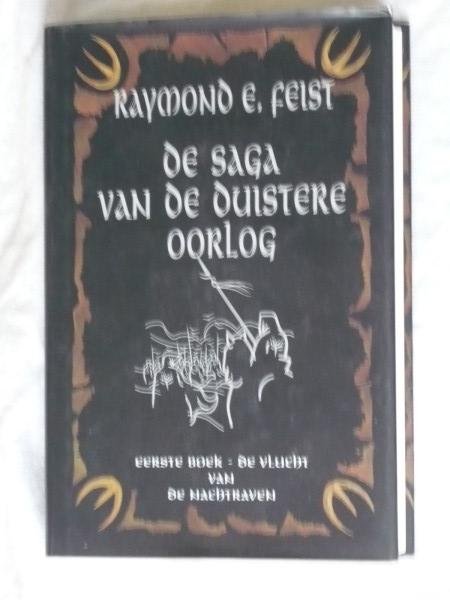 RAYMOND E. FEIST
DE SAGA
VAN DE DUISTERE
OORLOG
EERSTE BOEK - DE VLUCHT
VAN
DE NACHTRAVEN